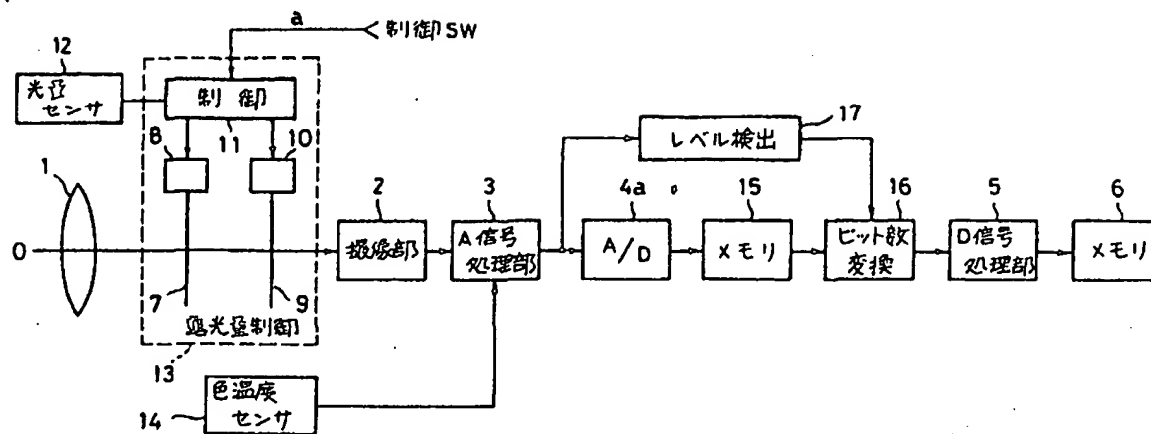 a
制御SW
12
光量
センサ
制御
8
11
10
17
レベル検出
1
2
3
4a
15
16
5
6
O
撮像部
A信号
処理部
A/D
メモリ
ビット数
変換
D信号
処理部
メモリ
7
9
露光量制御
13
色温度
センサ
14